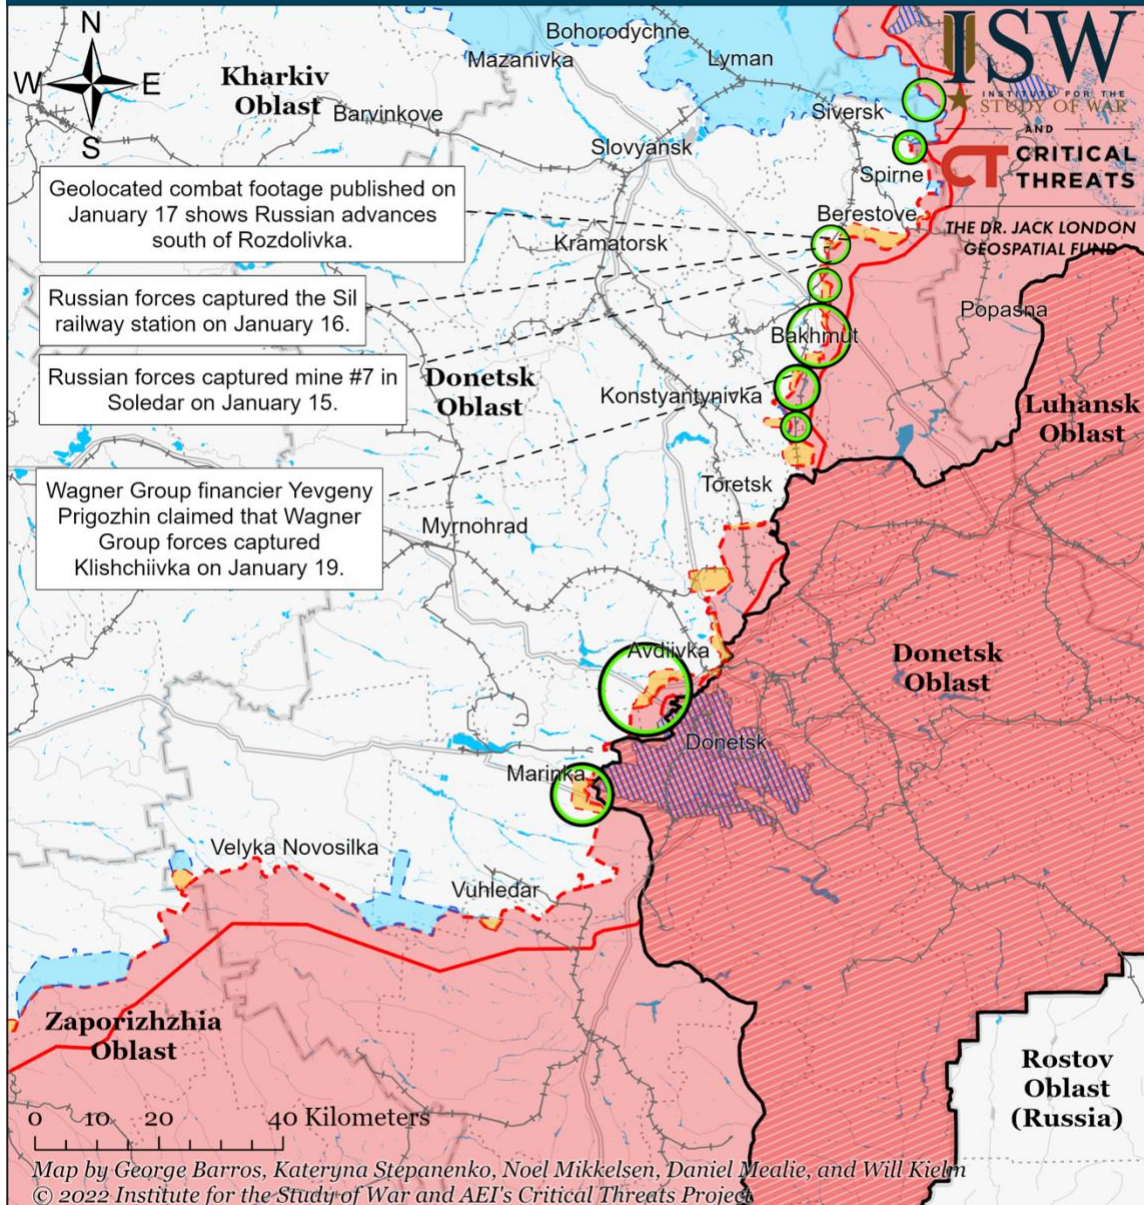 N
W E
S
ISW
INSTITUTE FOR THE
STUDY OF WAR
AND
CT CRITICAL
THREATS
THE DR. JACK LONDON
GEOSPATIAL FUND
Bohorodychne
Mazanivka
Lyman
Kharkiv
Oblast
Barvinkove
Siversk
Slovyansk
Spirne
Geolocated combat footage published on
January 17 shows Russian advances
south of Rozdolivka.
Berestove
Kramatorsk
Russian forces captured the Sil
railway station on January 16.
Popasna
Bakhmut
Russian forces captured mine #7 in
Soledar on January 15.
Donetsk
Oblast
Konstyantynivka
Luhansk
Oblast
Wagner Group financier Yevgeny
Prigozhin claimed that Wagner
Group forces captured
Klishchiivka on January 19.
Toretsk
Myrnohrad
Avdiivka
Donetsk
Oblast
Donetsk
Marinka
Velyka Novosilka
Vuhledar
Zaporizhzhia
Oblast
Rostov
Oblast
(Russia)
0 10 20 40 Kilometers
Map by George Barros, Kateryna Stepanenko, Noel Mikkelsen, Daniel Mealie, and Will Kielm
© 2022 Institute for the Study of War and AEI's Critical Threats Project